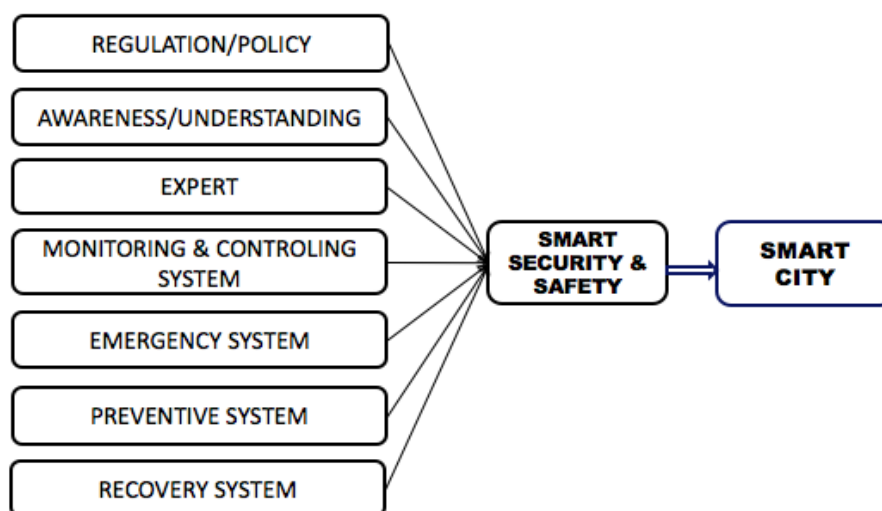 REGULATION/POLICY
AWARENESS/UNDERSTANDING
EXPERT
MONITORING & CONTROLING
SYSTEM
EMERGENCY SYSTEM
PREVENTIVE SYSTEM
RECOVERY SYSTEM
SMART
SECURITY &
SAFETY
SMART
CITY